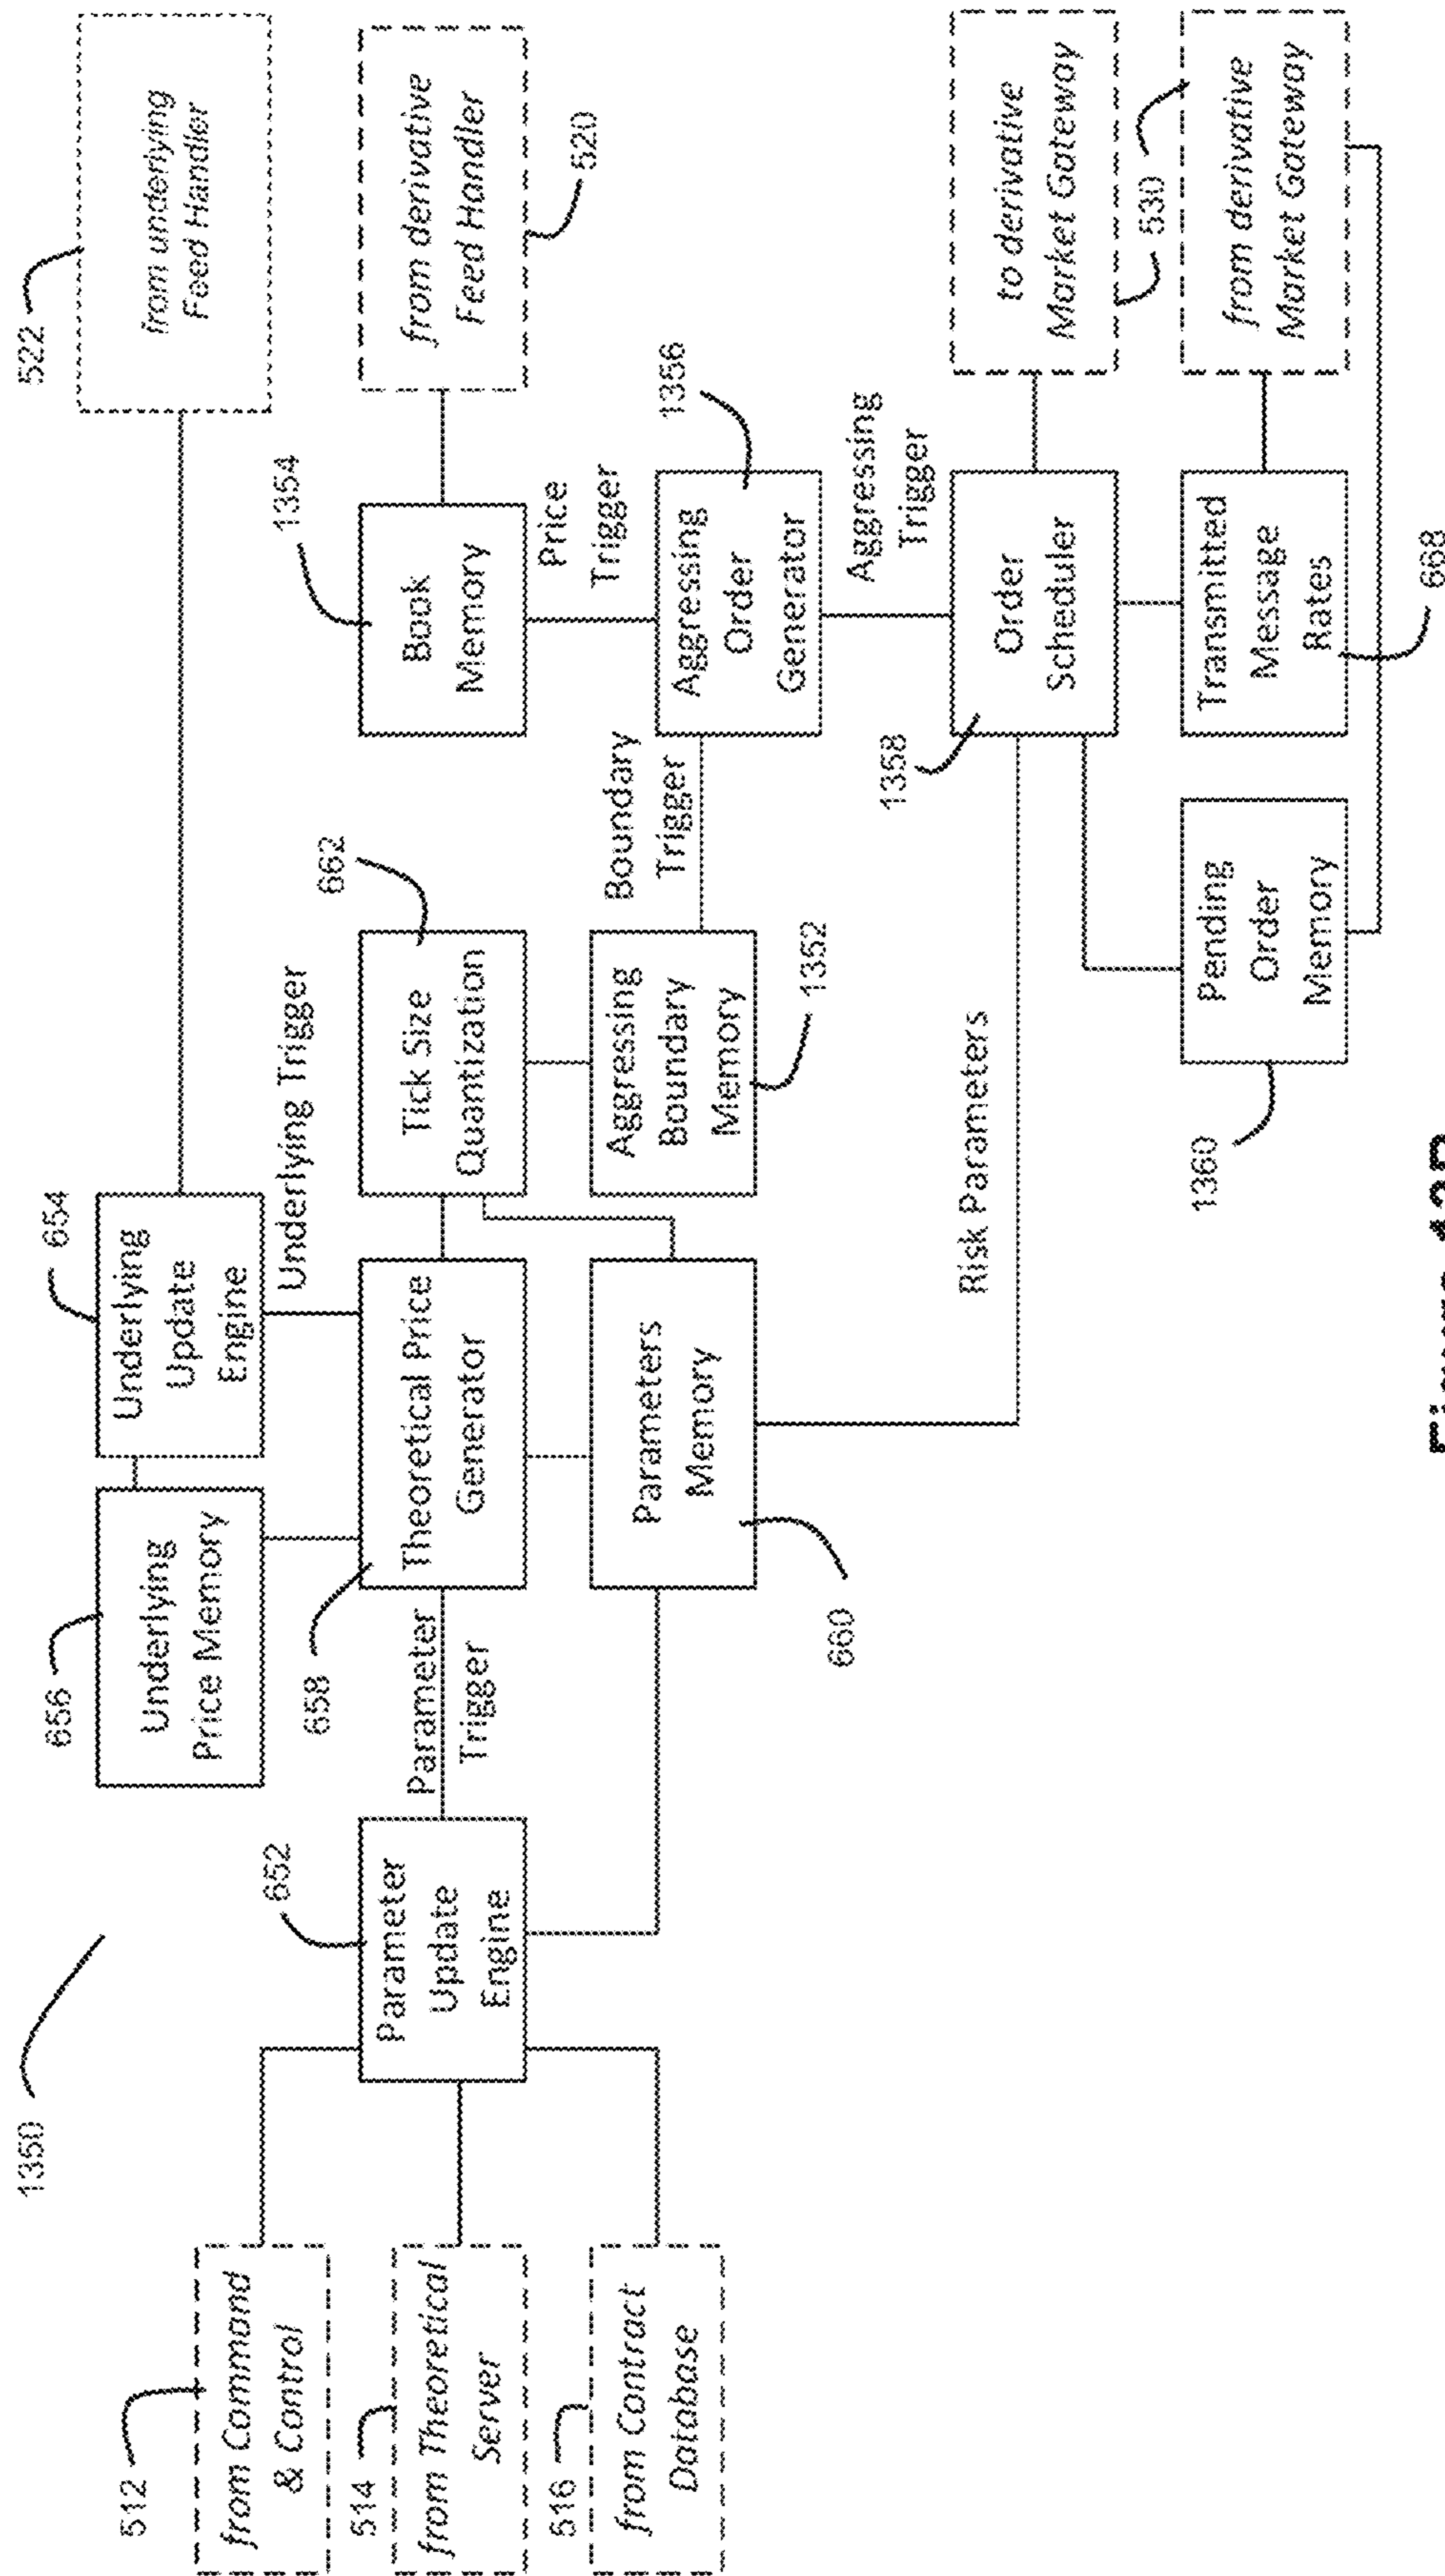 1350
522
from underlying
Feed Handler
656
Underlying
Price Memory
654
Underlying
Update
Engine
Underlying Trigger
512
from Command
& Control
514
from Theoretical
Server
516
from Contract
Database
652
Parameter
Update
Engine
Parameter
Trigger
658
Theoretical Price
Generator
662
Tick Size
Quantization
1354
Book
Memory
from derivative
Feed Handler
520
Price
Trigger
660
Parameters
Memory
Aggressing
Boundary
Memory
1352
Boundary
Trigger
1356
Aggressing
Order
Generator
Aggressing
Trigger
Risk Parameters
1358
Order
Scheduler
to derivative
Market Gateway
530
1360
Pending
Order
Memory
Transmitted
Message
Rates
668
from derivative
Market Gateway